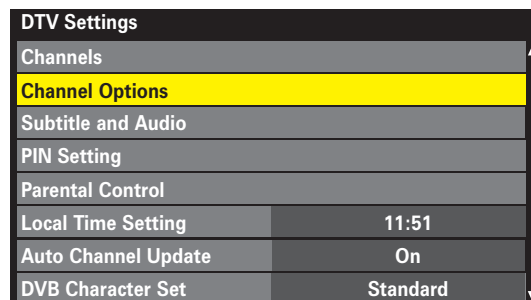 DTV Settings
Channels
Channel Options
Subtitle and Audio
PIN Setting
Parental Control
Local Time Setting 11:51
Auto Channel Update On
DVB Character Set Standard